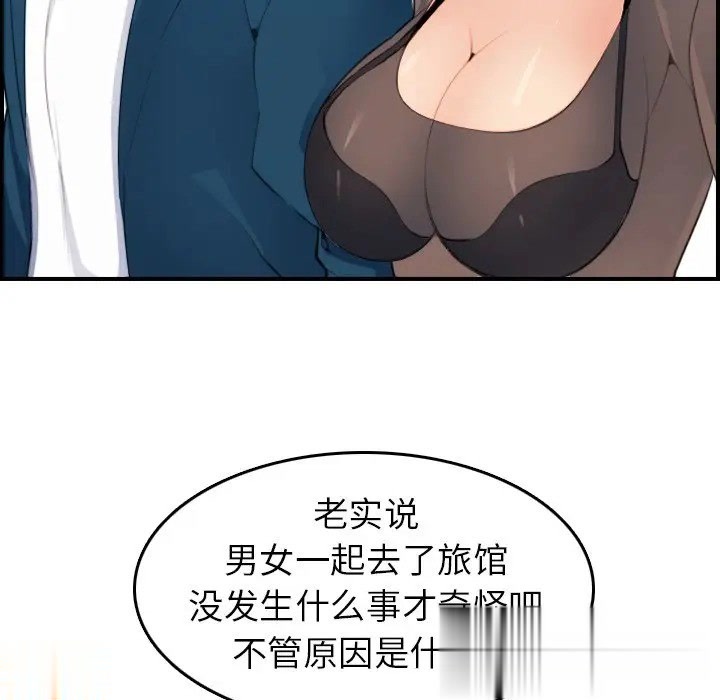 老实说
男女一起去了旅馆
没发生什么事才奇怪吧
不管原因是什